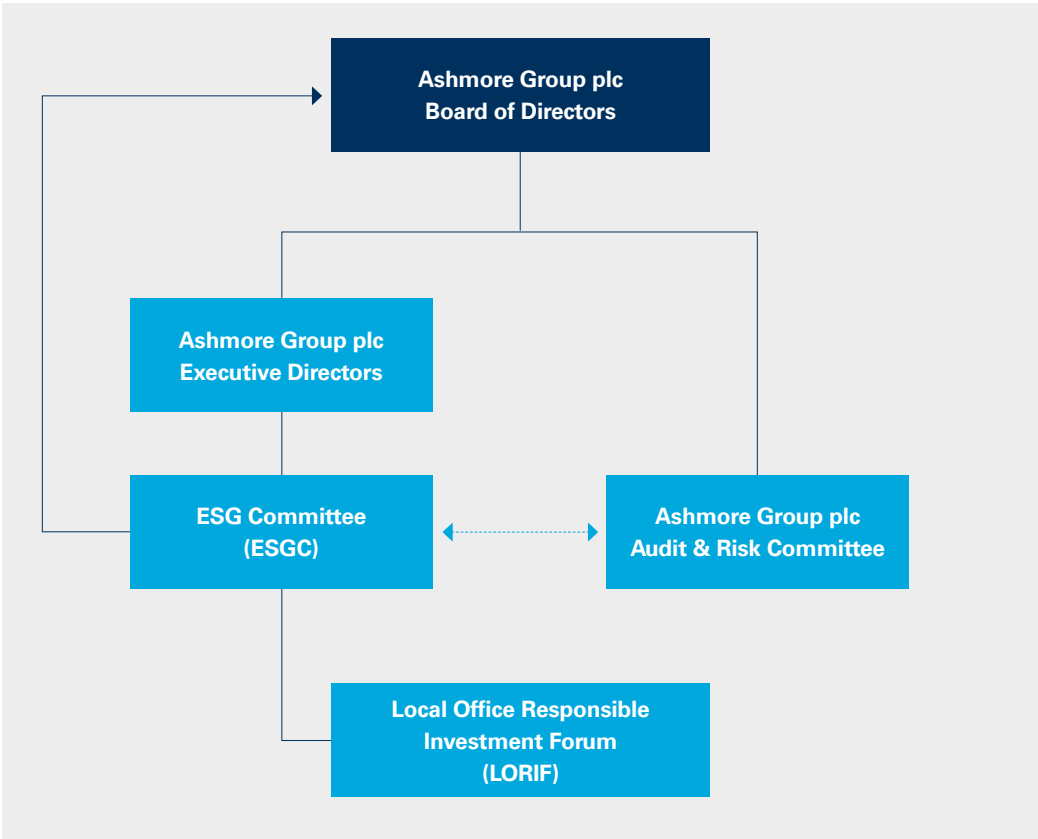 Ashmore Group plc
Board of Directors
Ashmore Group plc
Executive Directors
ESG Committee
(ESGC)
Ashmore Group plc
Audit & Risk Committee
Local Office Responsible
Investment Forum
(LORIF)